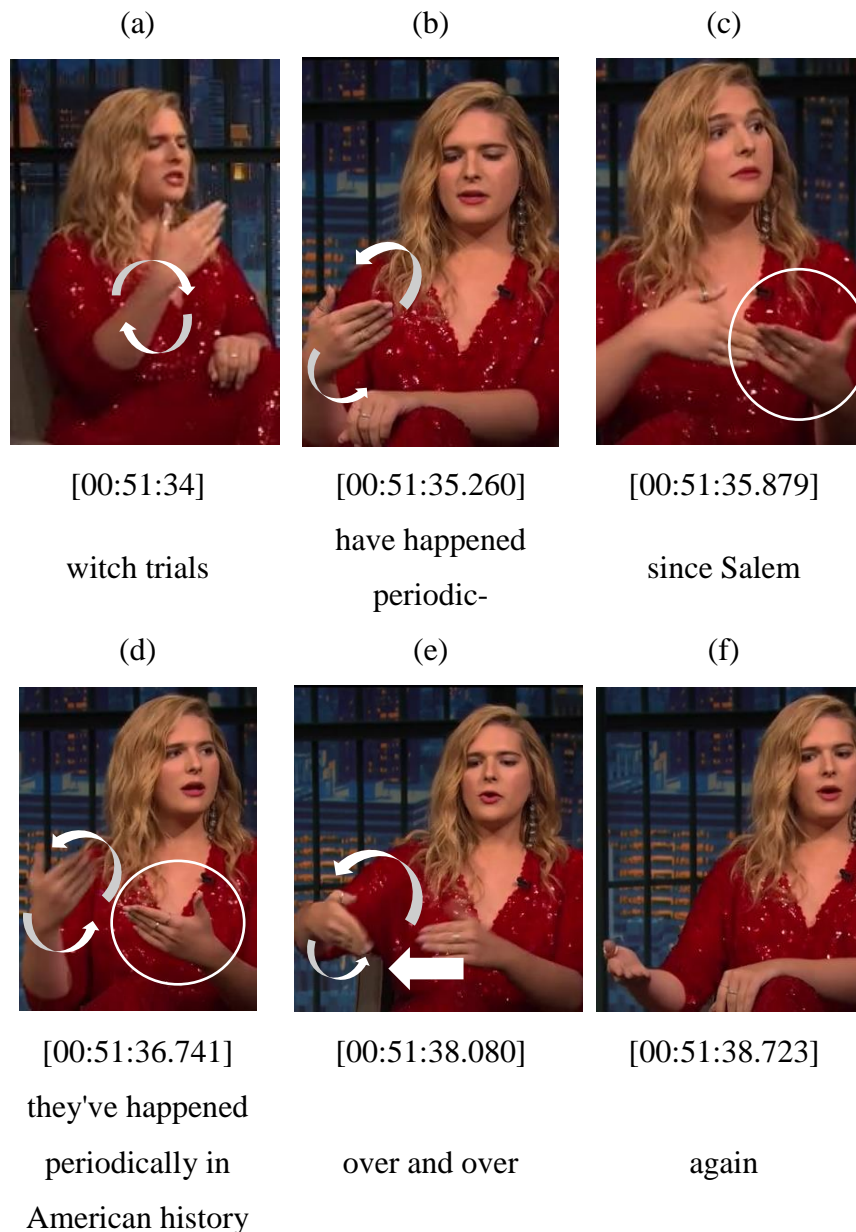 (a) (b) (c)
[00:51:34] [00:51:35.260] [00:51:35.879]
witch trials
have happened
periodic-
since Salem
(d) (e) (f)
[00:51:36.741] [00:51:38.080] [00:51:38.723]
they've happened
periodically in
American history
over and over
again